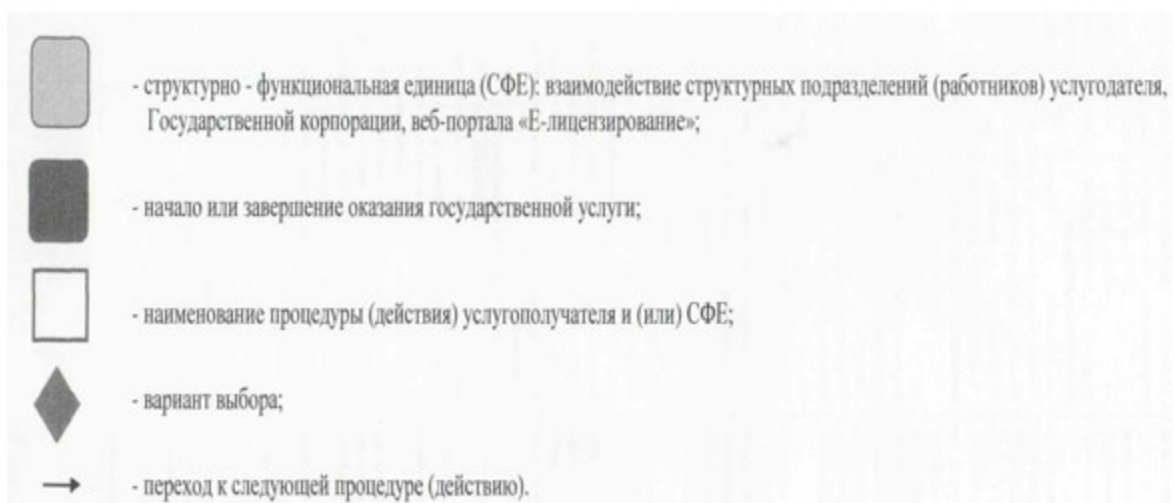 - структурно - функциональная единица (СФЕ): взаимодействие структурных подразделений (работников) услугодателя,
Государственной корпорации, веб-портала «Е-лицензирование»;
- начало или завершение оказания государственной услуги;
- наименование процедуры (действия) услугополучателя и (или) СФЕ;
- вариант выбора;
- переход к следующей процедуре (действию).